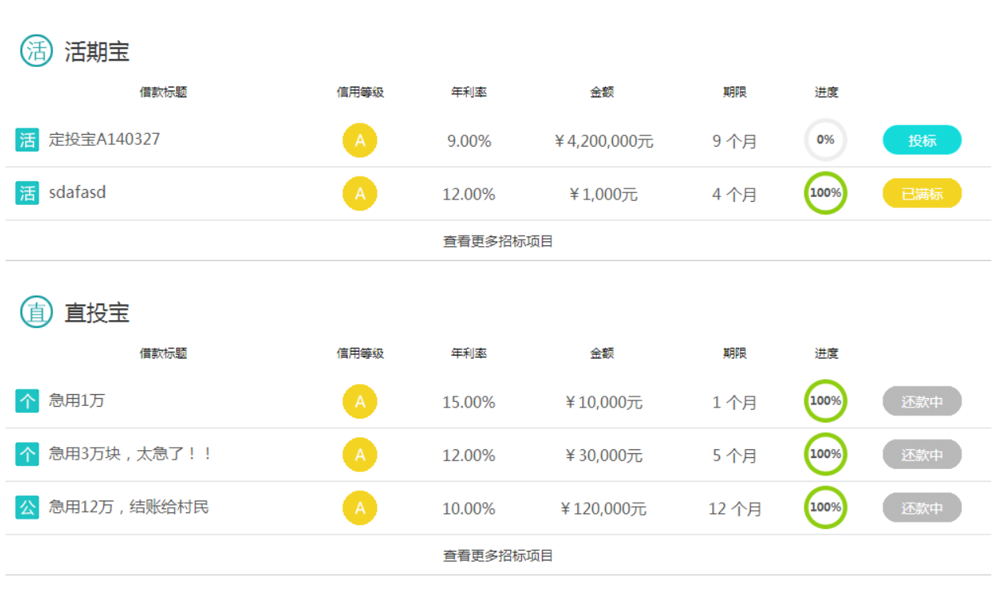 活 活期宝
借款标题 信用等级 年利率 金额 期限 进度
活 定投宝A140327 A 9.00% ￥4,200,000元 9 个月 0% 投标
活 sdafasd A 12.00% ￥1,000元 4 个月 100% 已满标
查看更多招标项目
直 直投宝
借款标题 信用等级 年利率 金额 期限 进度
个 急用1万 A 15.00% ￥10,000元 1 个月 100% 还款中
个 急用3万块，太急了！！ A 12.00% ￥30,000元 5 个月 100% 还款中
公 急用12万，结账给村民 A 10.00% ￥120,000元 12 个月 100% 还款中
查看更多招标项目